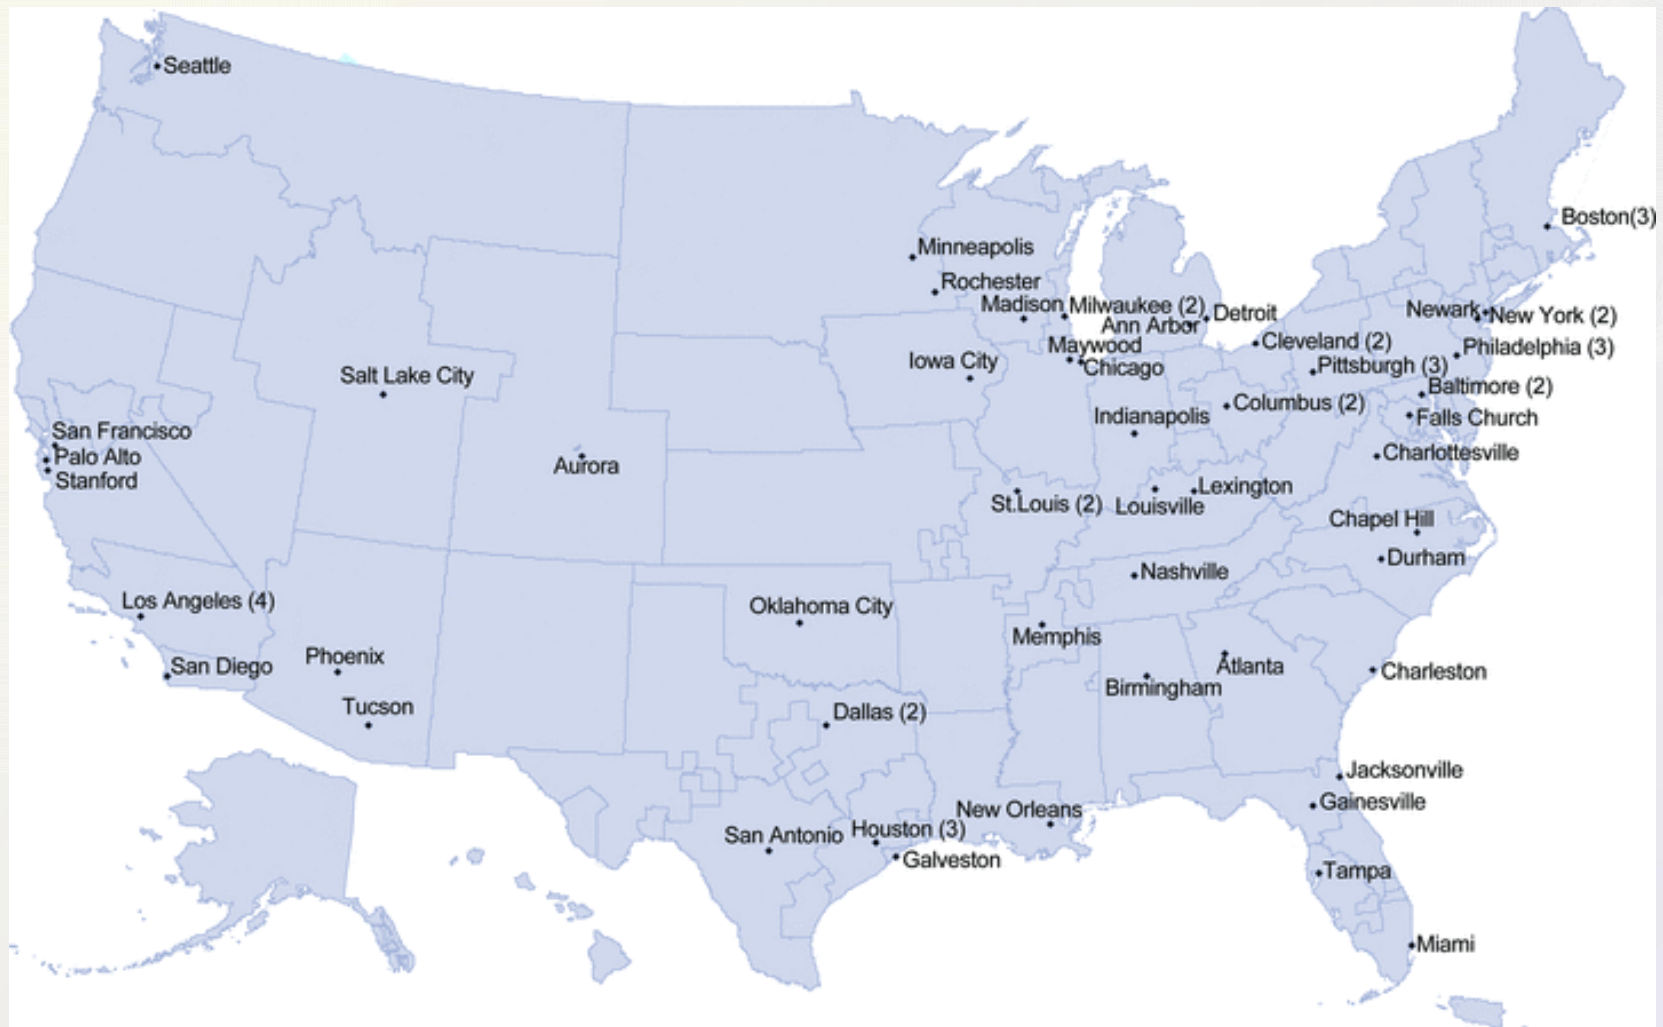 Seattle
Boston(3)
Minneapolis
Rochester
Madison
Milwaukee (2)
Ann Arbor
Detroit
Newark
New York (2)
Cleveland (2)
Philadelphia (3)
Maywood
Chicago
Iowa City
Pittsburgh (3)
Salt Lake City
Baltimore (2)
Columbus (2)
Indianapolis
Falls Church
San Francisco
Palo Alto
Stanford
Aurora
Charlottesville
St.Louis (2)
Louisville
Lexington
Chapel Hill
Durham
Nashville
Los Angeles (4)
Oklahoma City
Memphis
San Diego
Phoenix
Atlanta
Charleston
Birmingham
Tucson
Dallas (2)
Jacksonville
Gainesville
New Orleans
San Antonio
Houston (3)
Galveston
Tampa
Miami